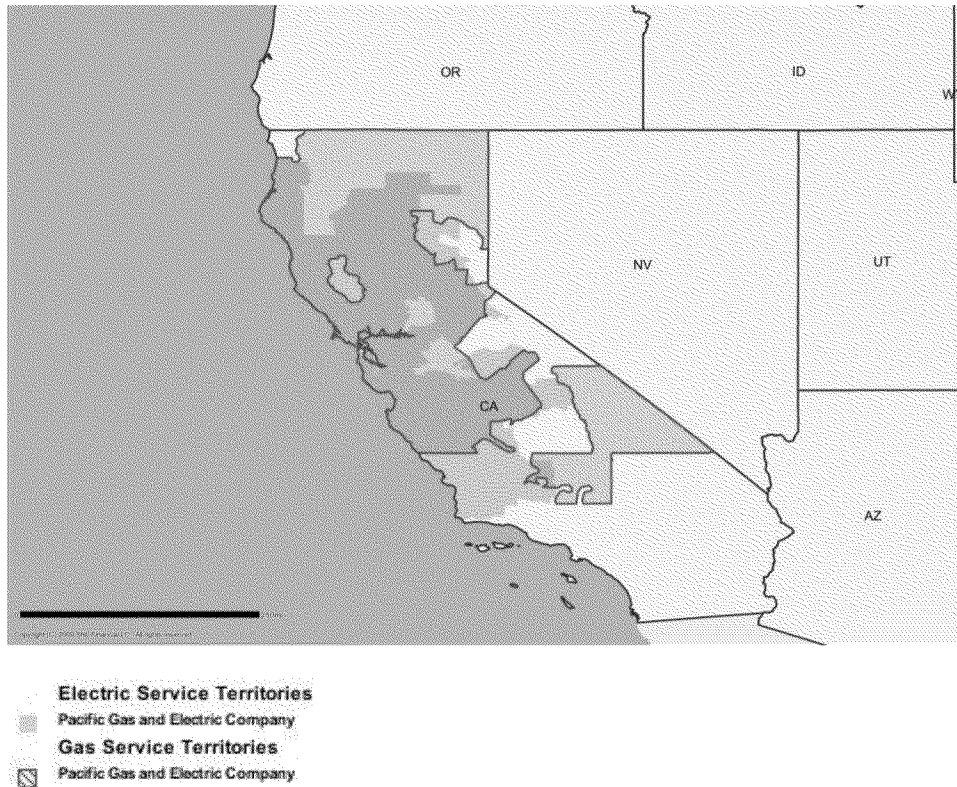 OR
ID
W
NV
UT
CA
AZ
Electric Service Territories
Pacific Gas and Electric Company
Gas Service Territories
Pacific Gas and Electric Company